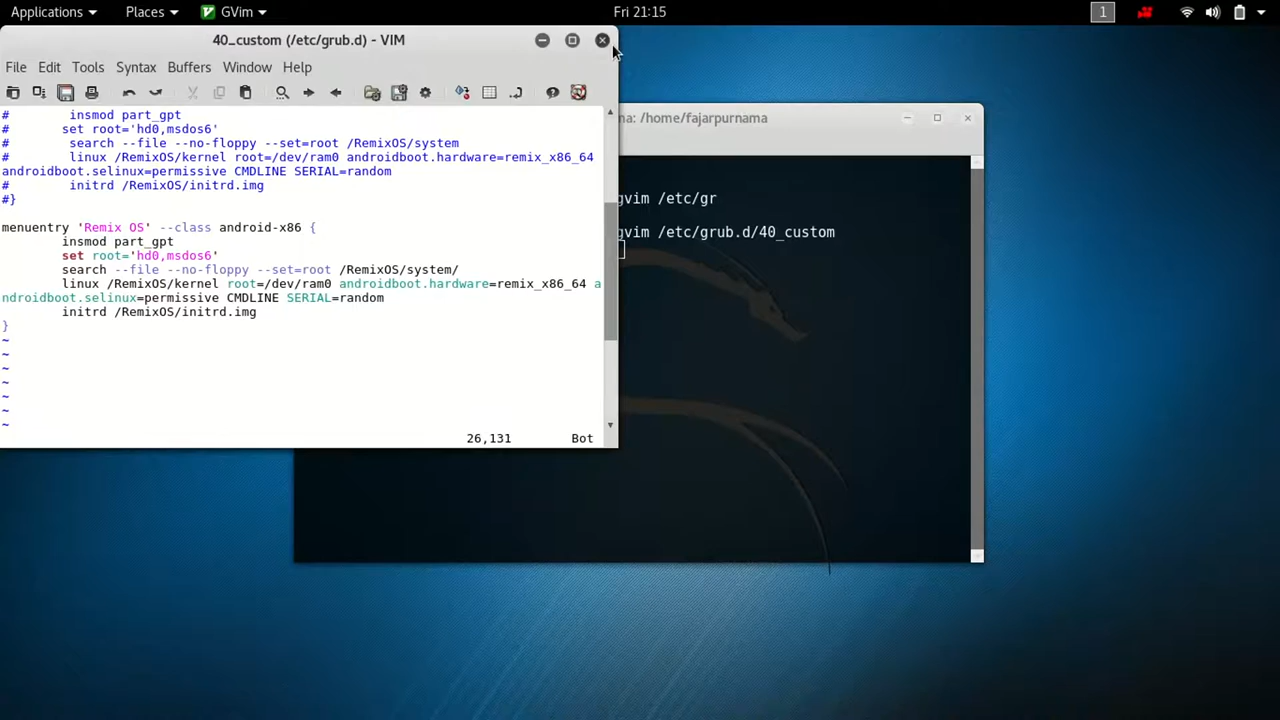 Applications Places GVim Fri 21:15 1
40_custom (/etc/grub.d) - VIM
File Edit Tools Syntax Buffers Window Help
ma: /home/fajarpurnama
#        insmod part_gpt
#       set root='hd0,msdos6'
#        search --file --no-floppy --set=root /RemixOS/system
#        linux /RemixOS/kernel root=/dev/ram0 androidboot.hardware=remix_x86_64
androidboot.selinux=permissive CMDLINE SERIAL=random
#        initrd /RemixOS/initrd.img
#}
menuentry 'Remix OS' --class android-x86 {
        insmod part_gpt
        set root='hd0,msdos6'
        search --file --no-floppy --set=root /RemixOS/system/
        linux /RemixOS/kernel root=/dev/ram0 androidboot.hardware=remix_x86_64 a
ndroidboot.selinux=permissive CMDLINE SERIAL=random
        initrd /RemixOS/initrd.img
}
~
~
~
~
~
~
~
26,131 Bot
gvim /etc/gr
gvim /etc/grub.d/40_custom